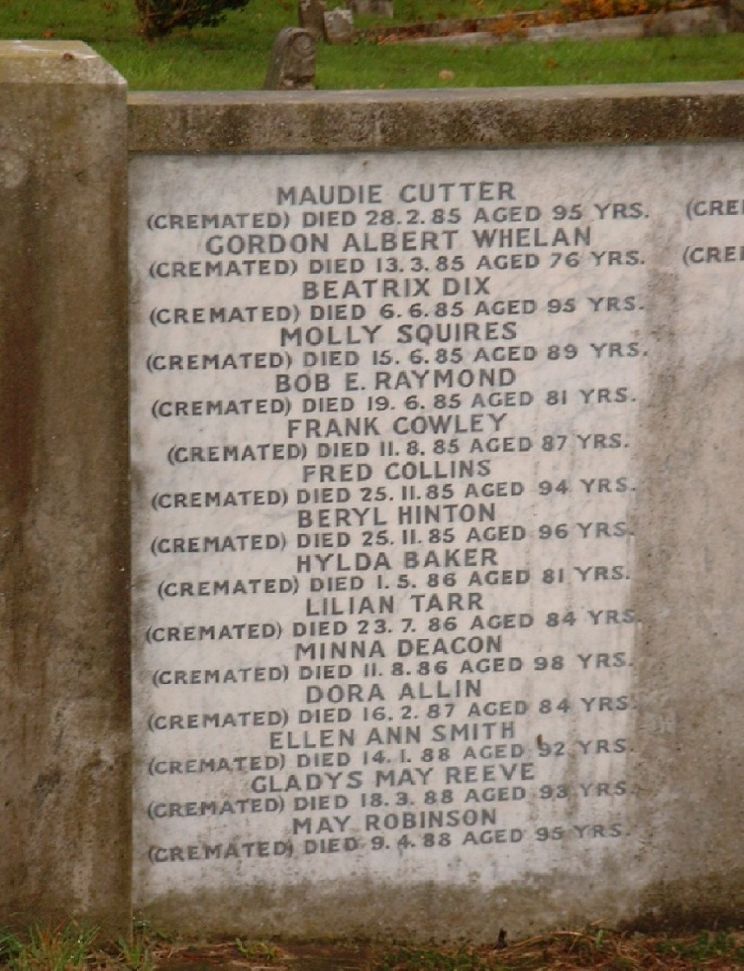 MAUDIE CUTTER
(CREMATED) DIED 28.2.85 AGED 95 YRS.
GORDON ALBERT WHELAN
(CREMATED) DIED 13.3.85 AGED 76 YRS.
BEATRIX DIX
(CREMATED) DIED 6.6.85 AGED 95 YRS.
MOLLY SQUIRES
(CREMATED) DIED 15.6.85 AGED 89 YRS.
BOB E. RAYMOND
(CREMATED) DIED 19.6.85 AGED 81 YRS.
FRANK COWLEY
(CREMATED) DIED 11.8.85 AGED 87 YRS.
FRED COLLINS
(CREMATED) DIED 25.11.85 AGED 94 YRS.
BERYL HINTON
(CREMATED) DIED 25.11.85 AGED 96 YRS.
HYLDA BAKER
(CREMATED) DIED 1.5.86 AGED 81 YRS.
LILIAN TARR
(CREMATED) DIED 23.7.86 AGED 84 YRS.
MINNA DEACON
(CREMATED) DIED 11.8.86 AGED 98 YRS.
DORA ALLIN
(CREMATED) DIED 16.2.87 AGED 84 YRS.
ELLEN ANN SMITH
(CREMATED) DIED 14.1.88 AGED 92 YRS.
GLADYS MAY REEVE
(CREMATED) DIED 18.3.88 AGED 93 YRS.
MAY ROBINSON
(CREMATED) DIED 9.4.88 AGED 95 YRS.